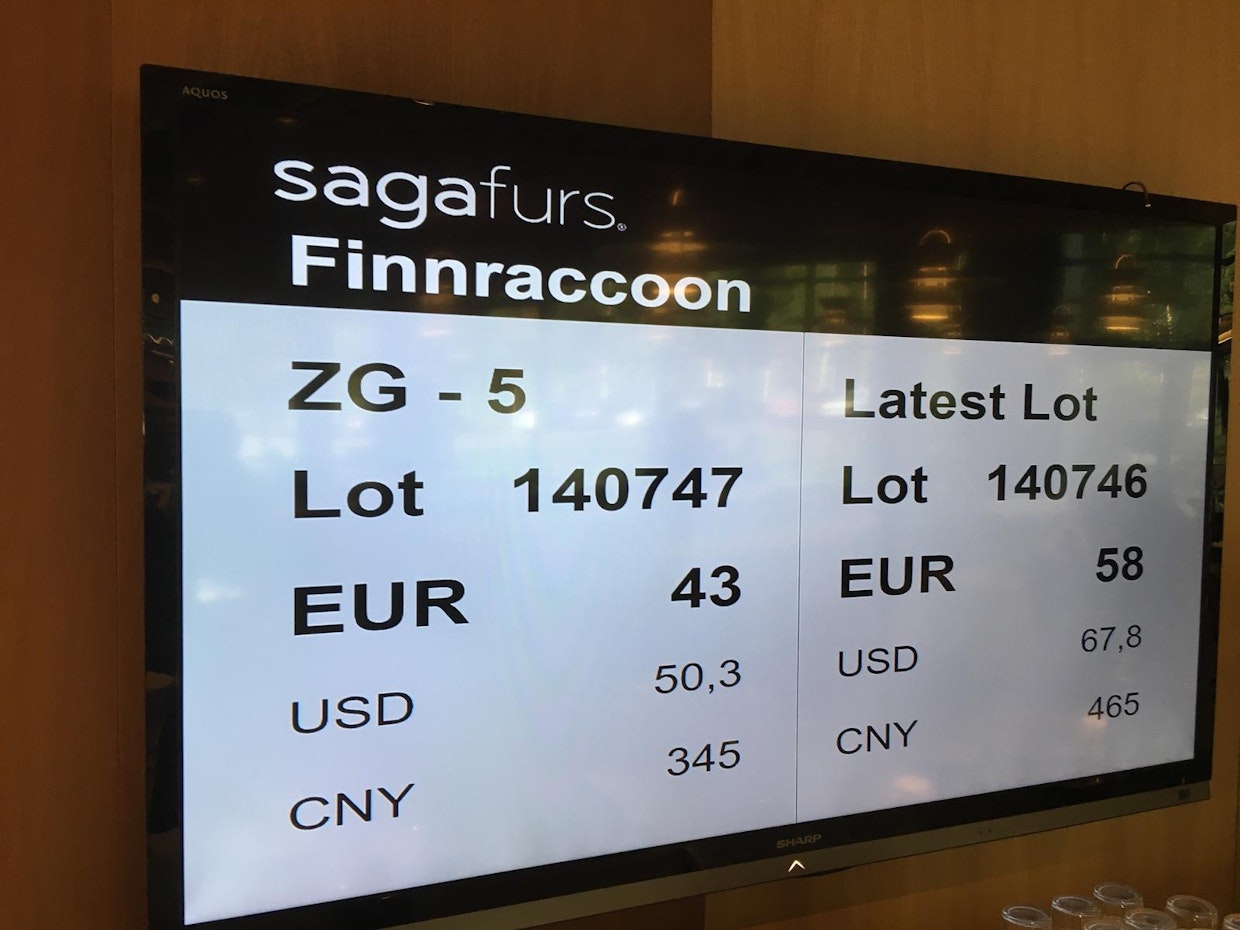 AQUOS
sagafurs®
Finnraccoon
ZG - 5
Lot 140747
EUR 43
USD 50,3
CNY 345
Latest Lot
Lot 140746
EUR 58
USD 67,8
CNY 465
SHARP